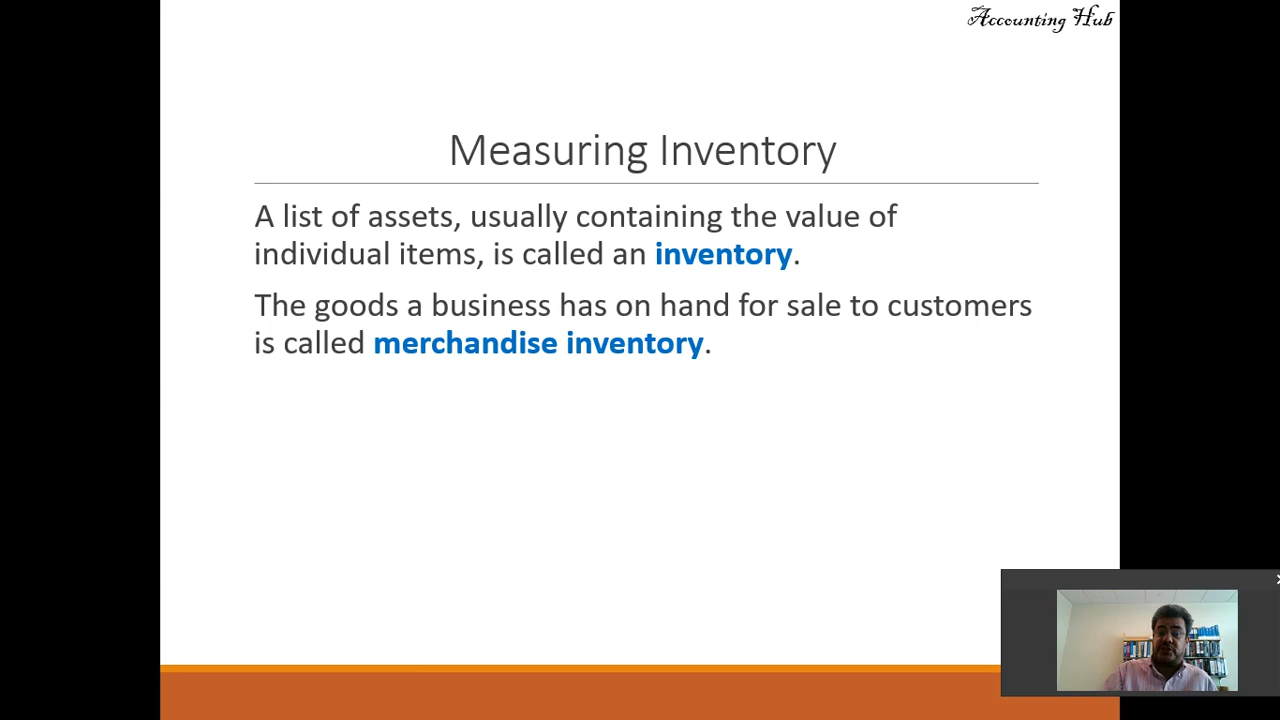 Accounting Hub
Measuring Inventory
A list of assets, usually containing the value of
individual items, is called an inventory.
The goods a business has on hand for sale to customers
is called merchandise inventory.